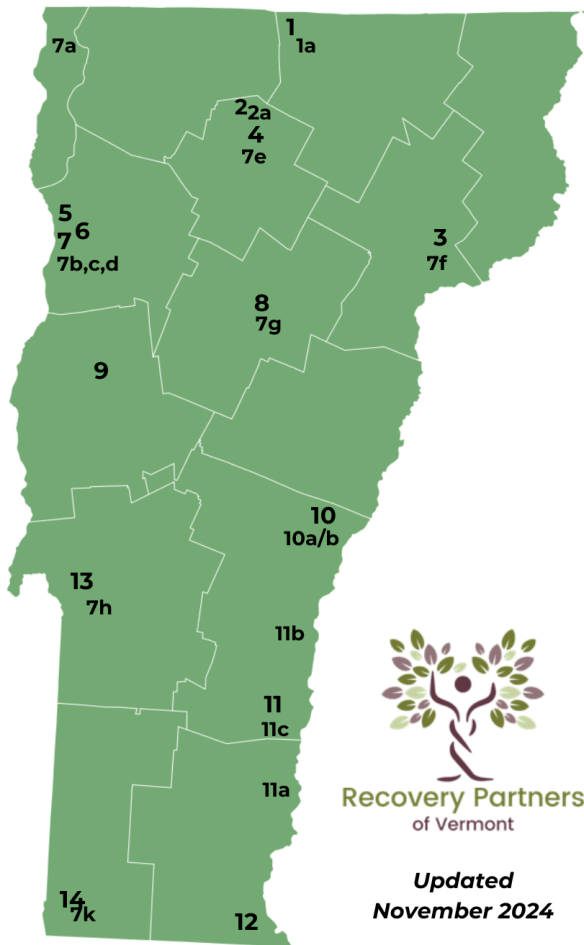 1
7a
1a
2
2a
4
7e
5
6
3
7
7b,c,d
7f
8
7g
9
10
10a/b
13
7h
11b
11
11c
11a
Recovery Partners
of Vermont
Updated
14
7k
November 2024
12